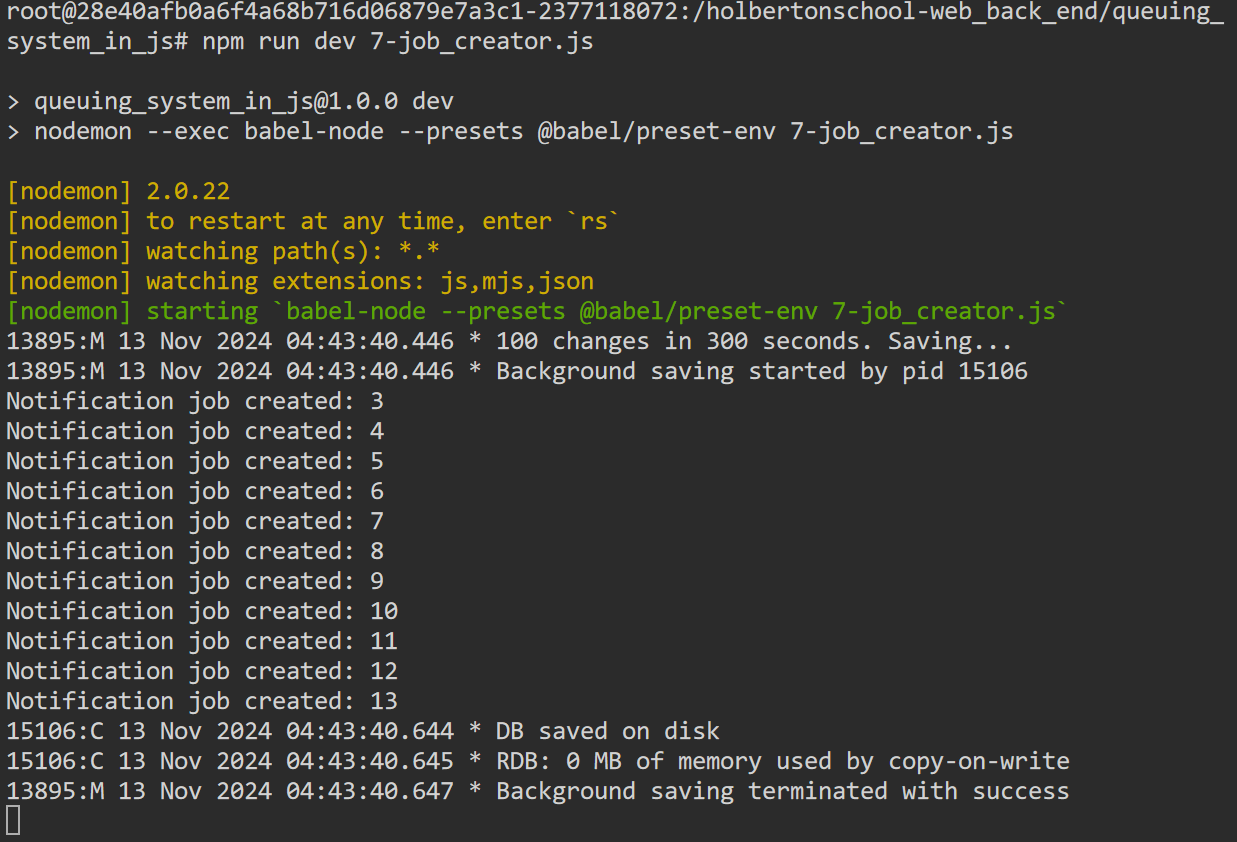 root@28e40afb0a6f4a68b716d06879e7a3c1-2377118072:/holbertonschool-web_back_end/queuing_
system_in_js# npm run dev 7-job_creator.js
> queuing_system_in_js@1.0.0 dev
> nodemon --exec babel-node --presets @babel/preset-env 7-job_creator.js
[nodemon] 2.0.22
[nodemon] to restart at any time, enter `rs`
[nodemon] watching path(s): *.*
[nodemon] watching extensions: js,mjs,json
[nodemon] starting `babel-node --presets @babel/preset-env 7-job_creator.js`
13895:M 13 Nov 2024 04:43:40.446 * 100 changes in 300 seconds. Saving...
13895:M 13 Nov 2024 04:43:40.446 * Background saving started by pid 15106
Notification job created: 3
Notification job created: 4
Notification job created: 5
Notification job created: 6
Notification job created: 7
Notification job created: 8
Notification job created: 9
Notification job created: 10
Notification job created: 11
Notification job created: 12
Notification job created: 13
15106:C 13 Nov 2024 04:43:40.644 * DB saved on disk
15106:C 13 Nov 2024 04:43:40.645 * RDB: 0 MB of memory used by copy-on-write
13895:M 13 Nov 2024 04:43:40.647 * Background saving terminated with success